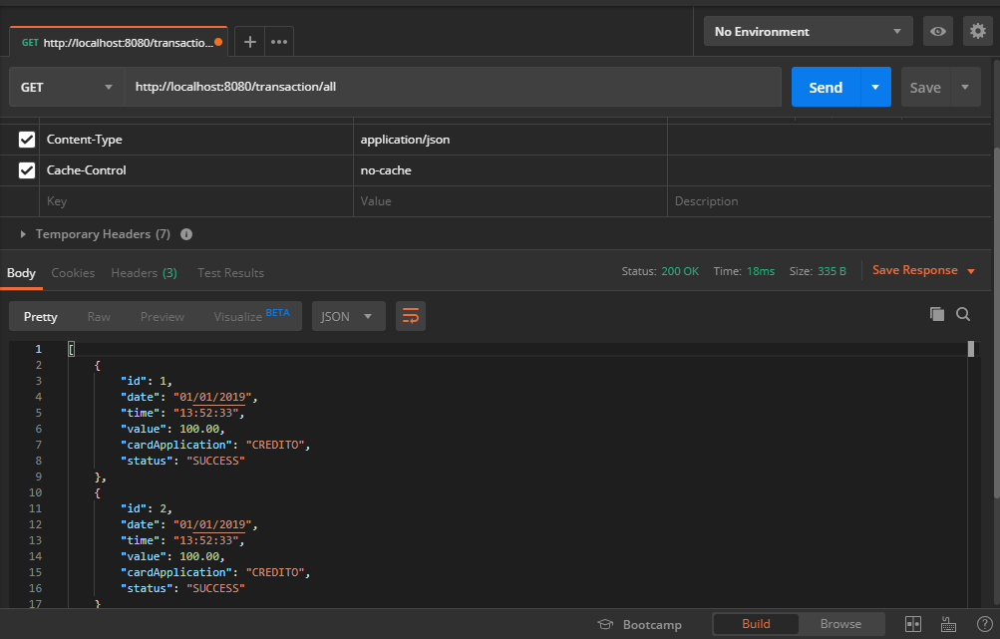 GET http://localhost:8080/transactio...
No Environment
GET http://localhost:8080/transaction/all Send Save
Content-Type application/json
Cache-Control no-cache
Key Value Description
Temporary Headers (7)
Body Cookies Headers (3) Test Results Status: 200 OK Time: 18ms Size: 335 B Save Response
Pretty Raw Preview Visualize BETA JSON
1 [
2 {
3 "id": 1,
4 "date": "01/01/2019",
5 "time": "13:52:33",
6 "value": 100.00,
7 "cardApplication": "CREDITO",
8 "status": "SUCCESS"
9 },
10 {
11 "id": 2,
12 "date": "01/01/2019",
13 "time": "13:52:33",
14 "value": 100.00,
15 "cardApplication": "CREDITO",
16 "status": "SUCCESS"
17 }
Bootcamp Build Browse